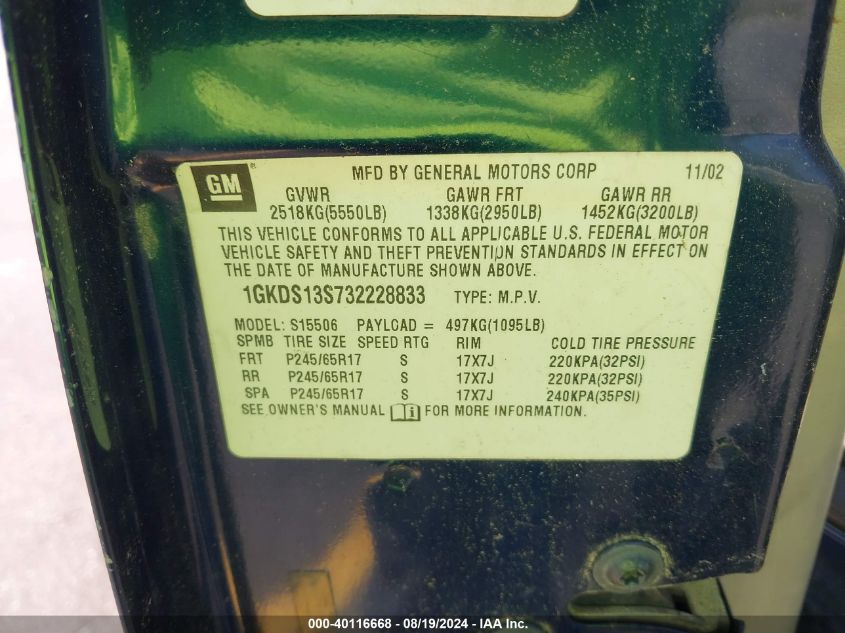 GM MFD BY GENERAL MOTORS CORP 11/02
GVWR GAWR FRT GAWR RR
2518KG(5550LB) 1338KG(2950LB) 1452KG(3200LB)
THIS VEHICLE CONFORMS TO ALL APPLICABLE U.S. FEDERAL MOTOR
VEHICLE SAFETY AND THEFT PREVENTION STANDARDS IN EFFECT ON
THE DATE OF MANUFACTURE SHOWN ABOVE.
1GKDS13S732228833 TYPE: M.P.V.
MODEL: S15506 PAYLOAD = 497KG(1095LB)
SPMB TIRE SIZE SPEED RTG RIM COLD TIRE PRESSURE
FRT P245/65R17 S 17X7J 220KPA(32PSI)
RR P245/65R17 S 17X7J 220KPA(32PSI)
SPA P245/65R17 S 17X7J 240KPA(35PSI)
SEE OWNER'S MANUAL i FOR MORE INFORMATION.
000-40116668 - 08/19/2024 - IAAI.com